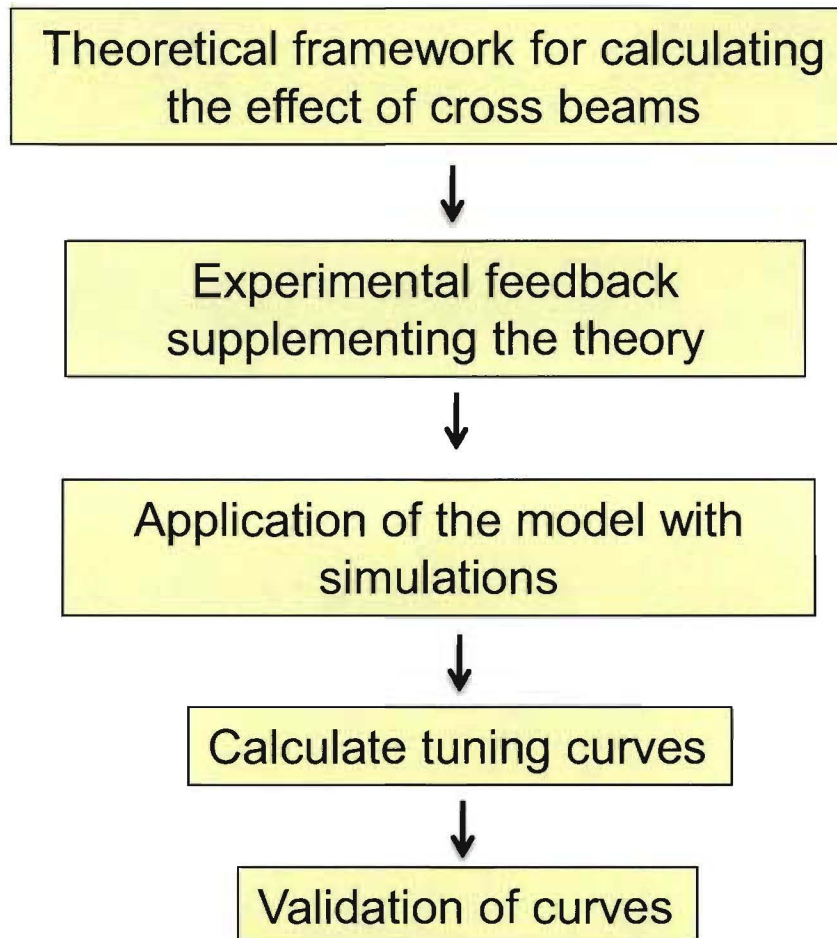 Theoretical framework for calculating
the effect of cross beams
Experimental feedback
supplementing the theory
Application of the model with
simulations
Calculate tuning curves
Validation of curves